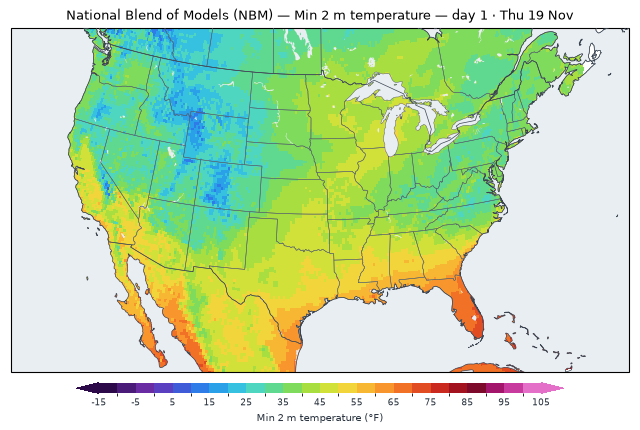 National Blend of Models (NBM) — Min 2 m temperature — day 1 · Thu 19 Nov
-15 -5 5 15 25 35 45 55 65 75 85 95 105
Min 2 m temperature (°F)